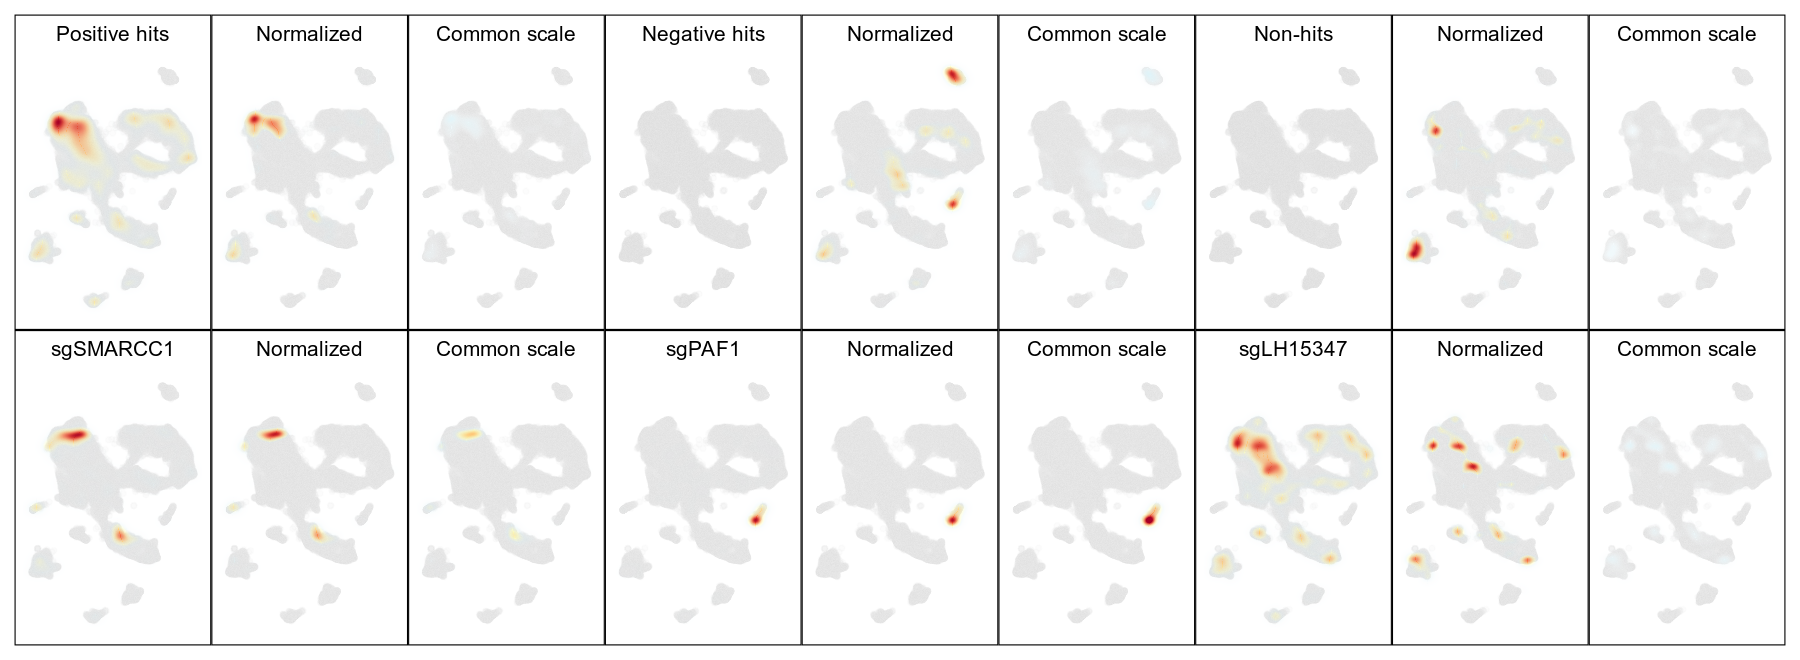 Positive hits Normalized Common scale Negative hits Normalized Common scale Non-hits Normalized Common scale
sgSMARCC1 Normalized Common scale sgPAF1 Normalized Common scale sgLH15347 Normalized Common scale